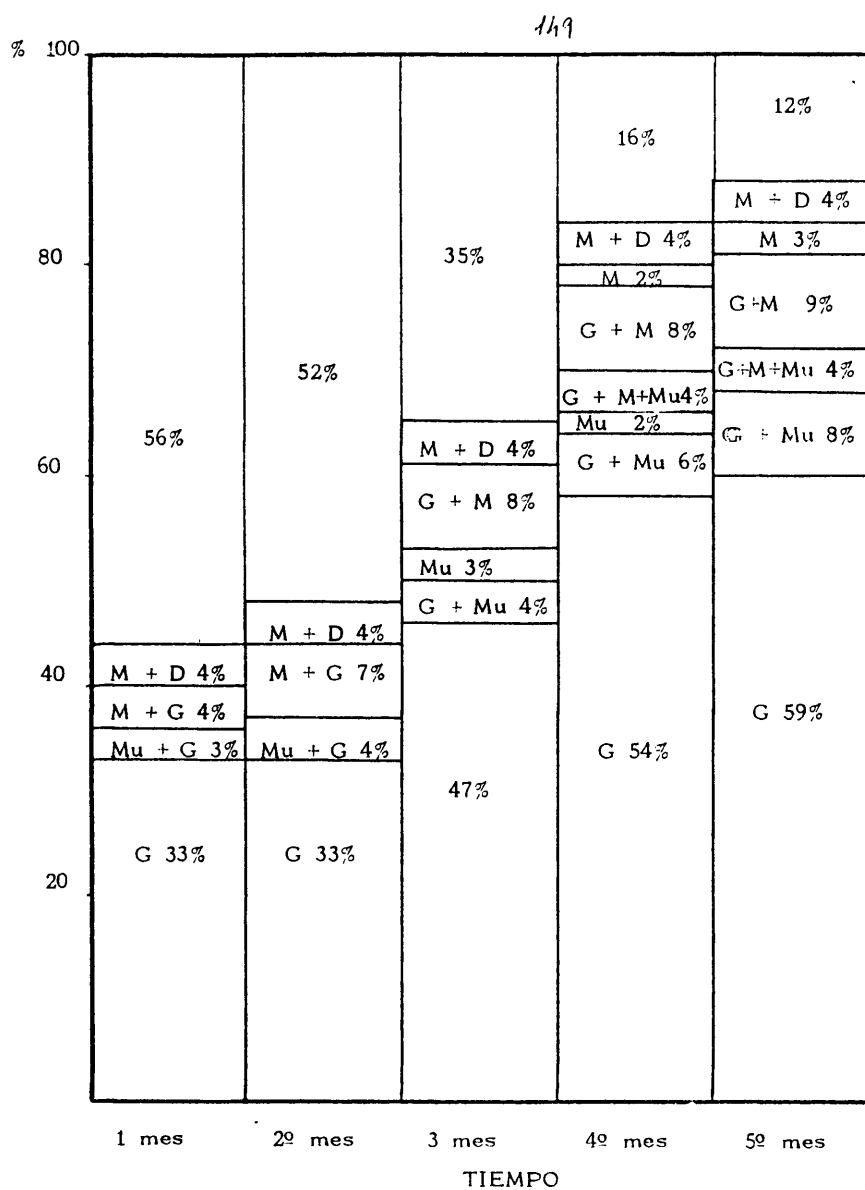 149
% 100
12%
16%
M ÷ D 4%
M + D 4%
M 3%
80
35%
M 2%
G÷M 9%
G + M 8%
52%
G÷M÷Mu 4%
G + M+Mu4%
56%
Mu 2%
G + Mu 8%
M + D 4%
G + Mu 6%
60
G + M 8%
Mu 3%
G + Mu 4%
M + D 4%
40
M + D 4%
M + G 7%
G 59%
M + G 4%
Mu + G 3%
Mu + G 4%
G 54%
47%
G 33%
G 33%
20
1 mes
2º mes
3 mes
4º mes
5º mes
TIEMPO